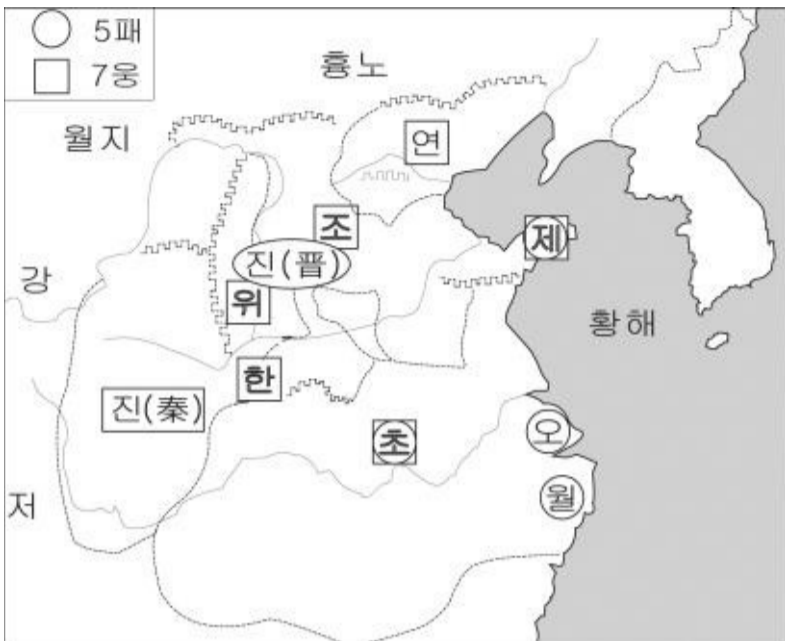 5패
7웅
흉노
월지
연
조
제
진(晋)
강
위
황해
한
진(秦)
초
오
월
저